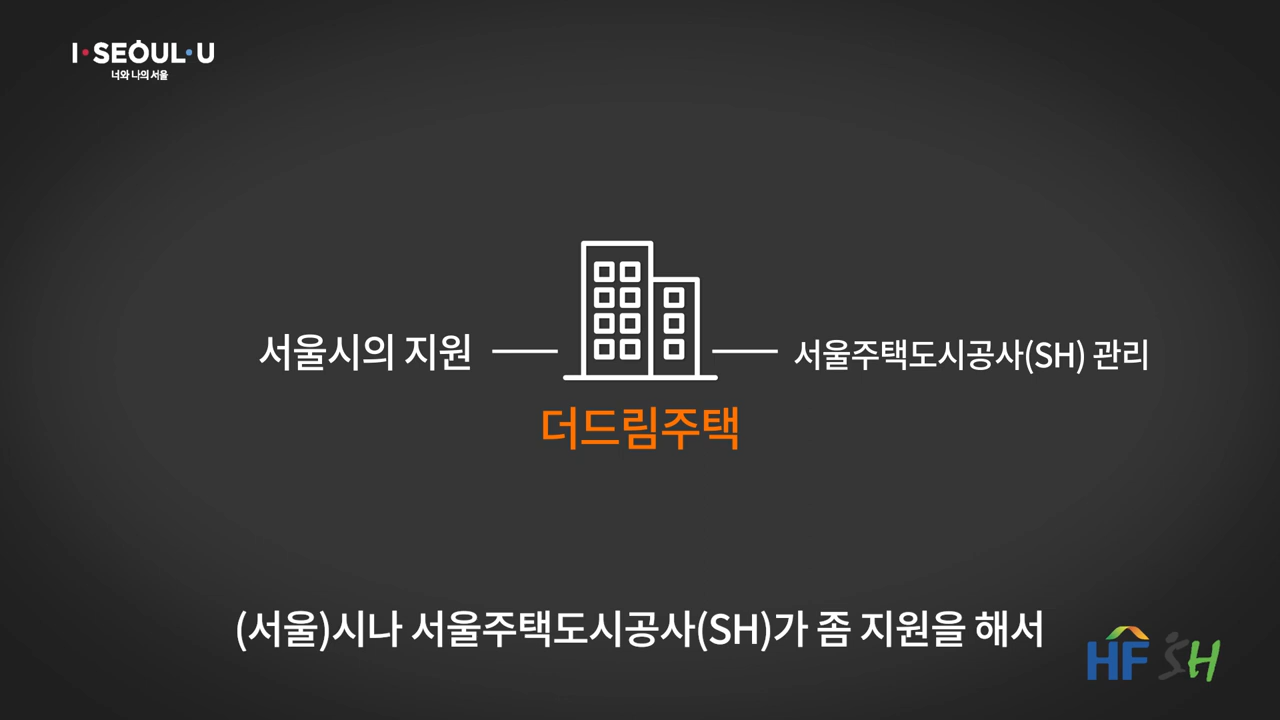 I·SEOUL·U
너와 나의 서울
서울시의 지원
서울주택도시공사(SH) 관리
더드림주택
(서울)시나 서울주택도시공사(SH)가 좀 지원을 해서
HF SH